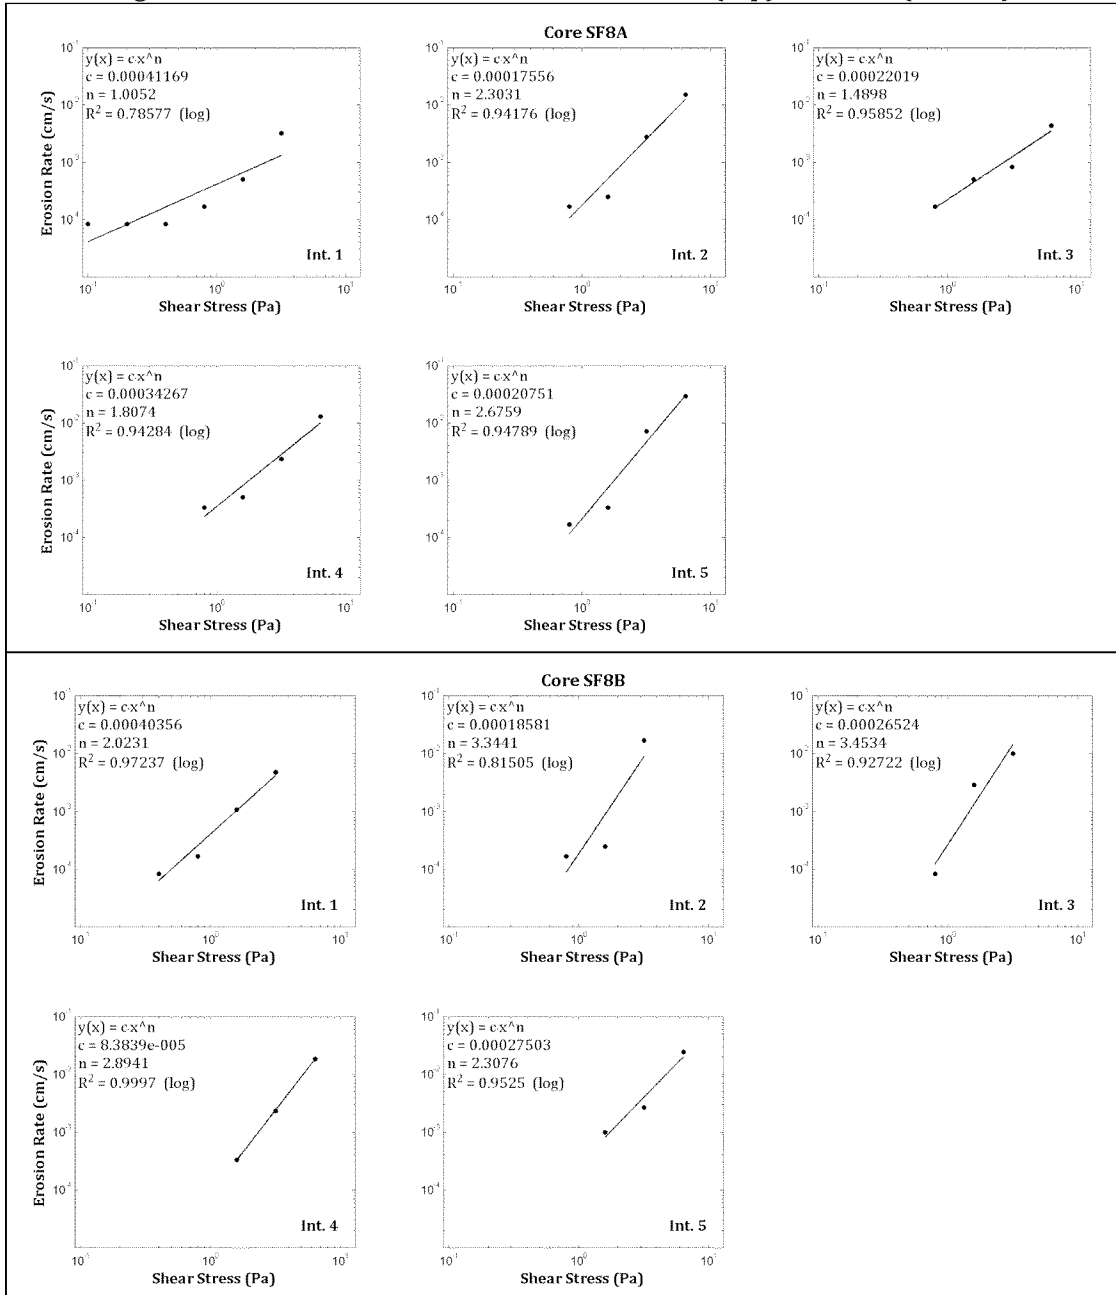 Core SF8A
y(x) = c·x^n
c = 0.00041169
n = 1.0052
R² = 0.78577 (log)
Erosion Rate (cm/s)
Int. 1
Shear Stress (Pa)
y(x) = c·x^n
c = 0.00017556
n = 2.3031
R² = 0.94176 (log)
Int. 2
Shear Stress (Pa)
y(x) = c·x^n
c = 0.00022019
n = 1.4898
R² = 0.95852 (log)
Int. 3
Shear Stress (Pa)
y(x) = c·x^n
c = 0.00034267
n = 1.8074
R² = 0.94284 (log)
Erosion Rate (cm/s)
Int. 4
Shear Stress (Pa)
y(x) = c·x^n
c = 0.00020751
n = 2.6759
R² = 0.94789 (log)
Int. 5
Shear Stress (Pa)
Core SF8B
y(x) = c·x^n
c = 0.00040356
n = 2.0231
R² = 0.97237 (log)
Erosion Rate (cm/s)
Int. 1
Shear Stress (Pa)
y(x) = c·x^n
c = 0.00018581
n = 3.3441
R² = 0.81505 (log)
Int. 2
Shear Stress (Pa)
y(x) = c·x^n
c = 0.00026524
n = 3.4534
R² = 0.92722 (log)
Int. 3
Shear Stress (Pa)
y(x) = c·x^n
c = 8.3839e-005
n = 2.8941
R² = 0.9997 (log)
Erosion Rate (cm/s)
Int. 4
Shear Stress (Pa)
y(x) = c·x^n
c = 0.00027503
n = 2.3076
R² = 0.9525 (log)
Int. 5
Shear Stress (Pa)